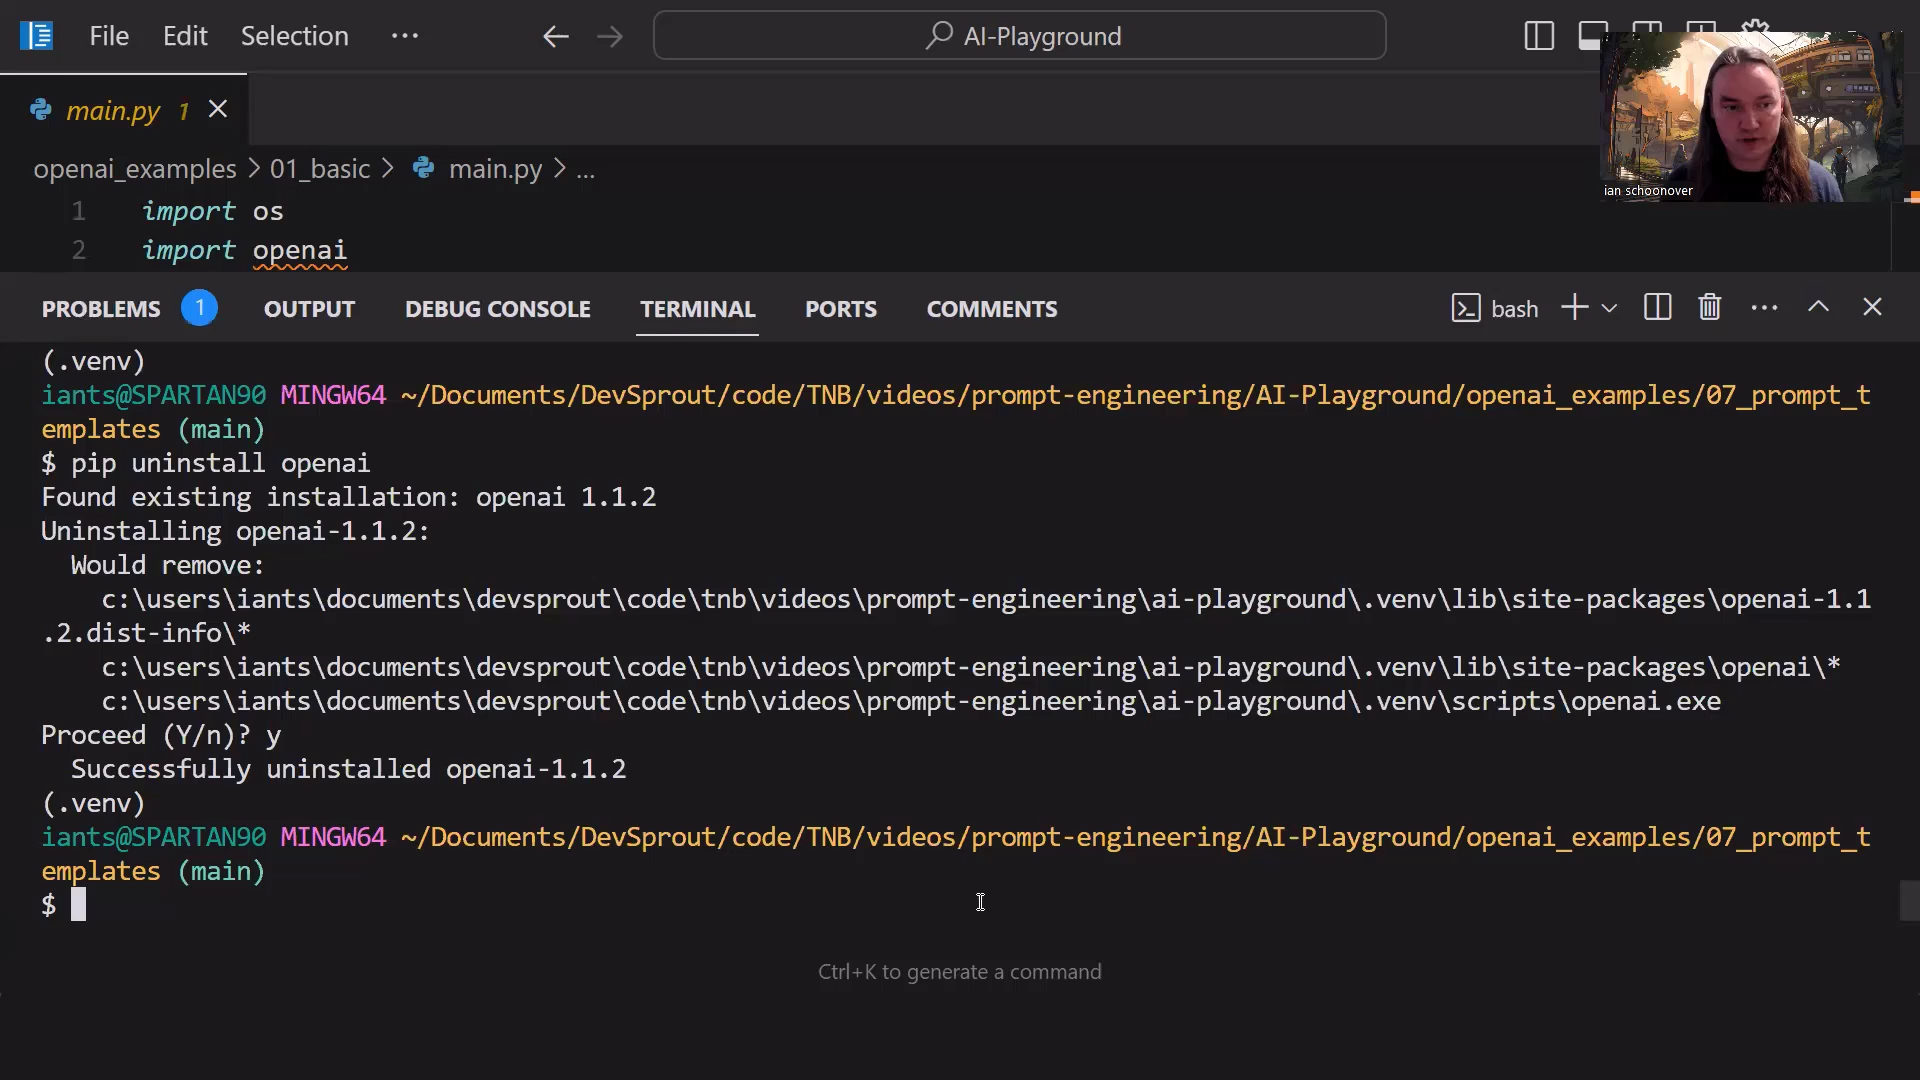 File Edit Selection ··· AI-Playground
ian schoonover
main.py 1
openai_examples > 01_basic > main.py > ...
1 import os
2 import openai
PROBLEMS 1 OUTPUT DEBUG CONSOLE TERMINAL PORTS COMMENTS bash
(.venv)
iants@SPARTAN90 MINGW64 ~/Documents/DevSprout/code/TNB/videos/prompt-engineering/AI-Playground/openai_examples/07_prompt_t
emplates (main)
$ pip uninstall openai
Found existing installation: openai 1.1.2
Uninstalling openai-1.1.2:
  Would remove:
    c:\users\iants\documents\devsprout\code\tnb\videos\prompt-engineering\ai-playground\.venv\lib\site-packages\openai-1.1
.2.dist-info\*
    c:\users\iants\documents\devsprout\code\tnb\videos\prompt-engineering\ai-playground\.venv\lib\site-packages\openai\*
    c:\users\iants\documents\devsprout\code\tnb\videos\prompt-engineering\ai-playground\.venv\scripts\openai.exe
Proceed (Y/n)? y
  Successfully uninstalled openai-1.1.2
(.venv)
iants@SPARTAN90 MINGW64 ~/Documents/DevSprout/code/TNB/videos/prompt-engineering/AI-Playground/openai_examples/07_prompt_t
emplates (main)
$
Ctrl+K to generate a command